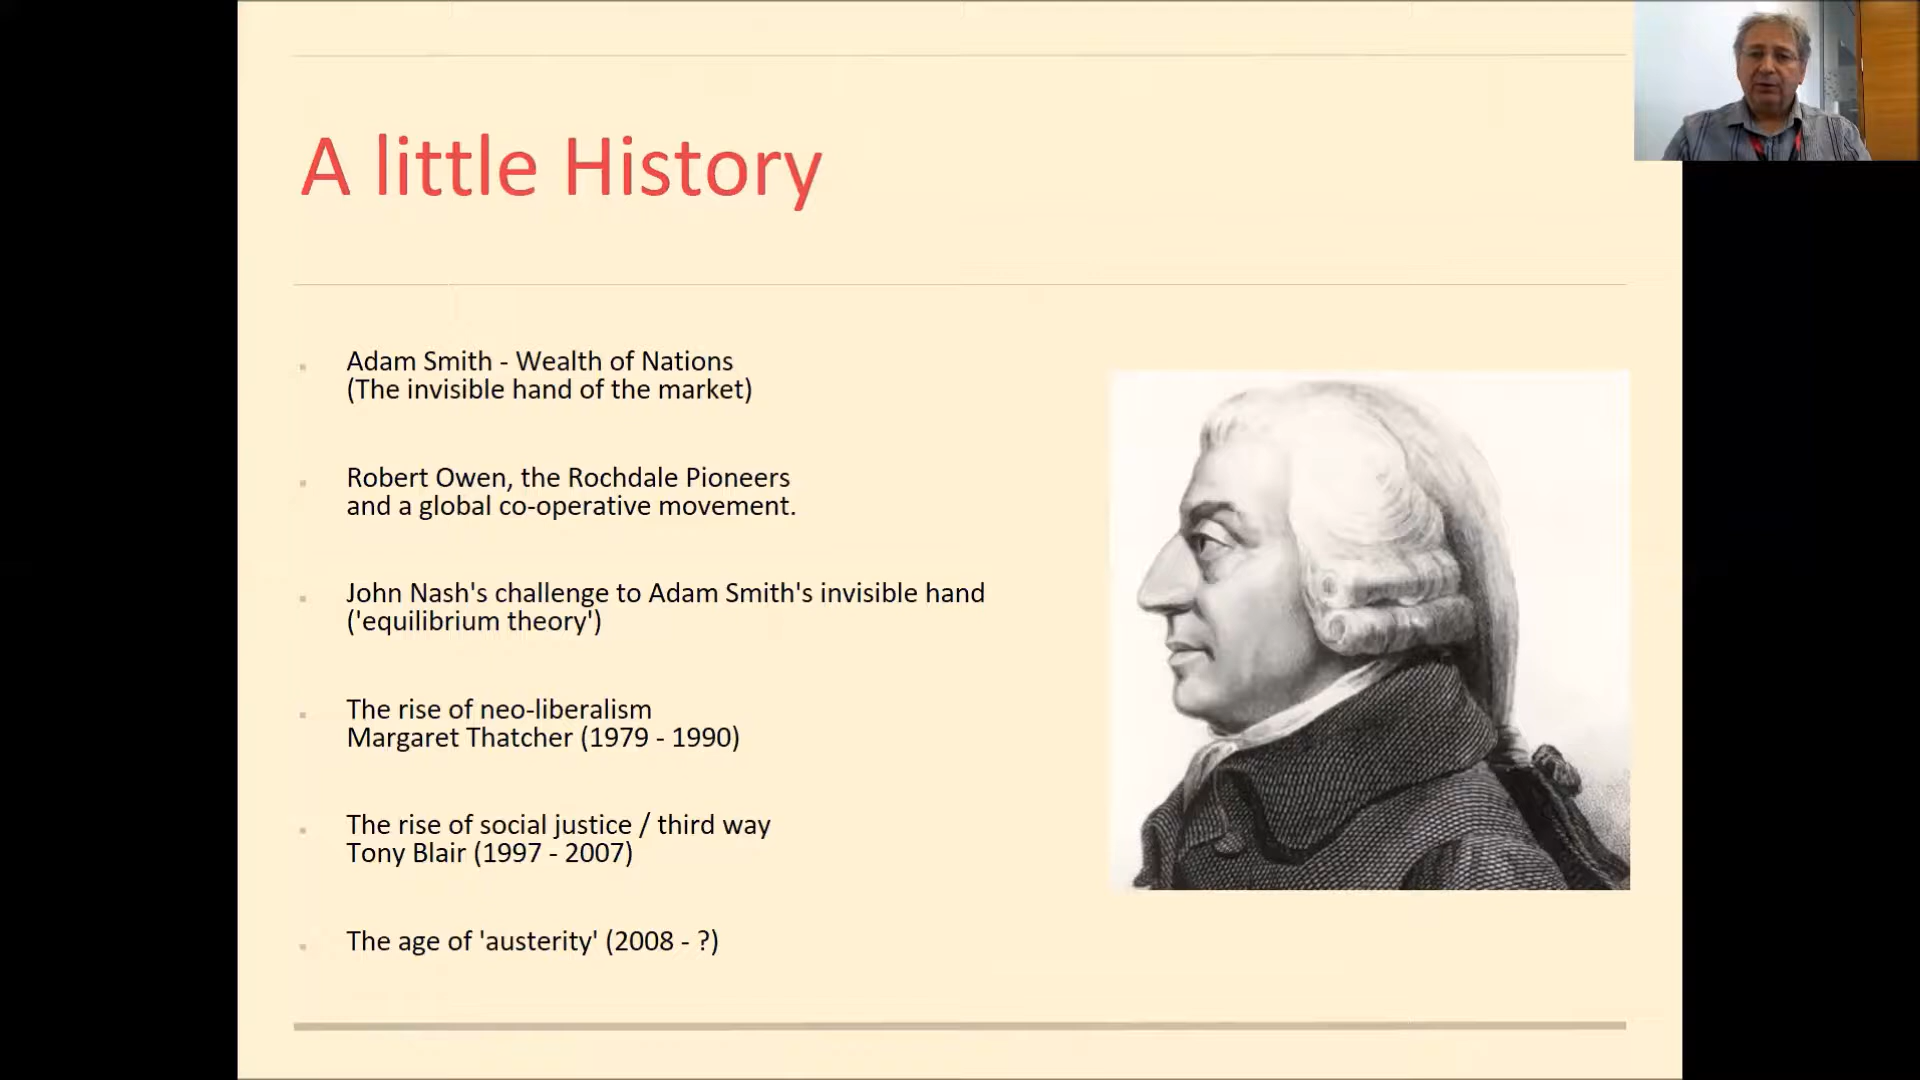 A little History
Adam Smith - Wealth of Nations
(The invisible hand of the market)
Robert Owen, the Rochdale Pioneers
and a global co-operative movement.
John Nash's challenge to Adam Smith's invisible hand
('equilibrium theory')
The rise of neo-liberalism
Margaret Thatcher (1979 - 1990)
The rise of social justice / third way
Tony Blair (1997 - 2007)
The age of 'austerity' (2008 - ?)